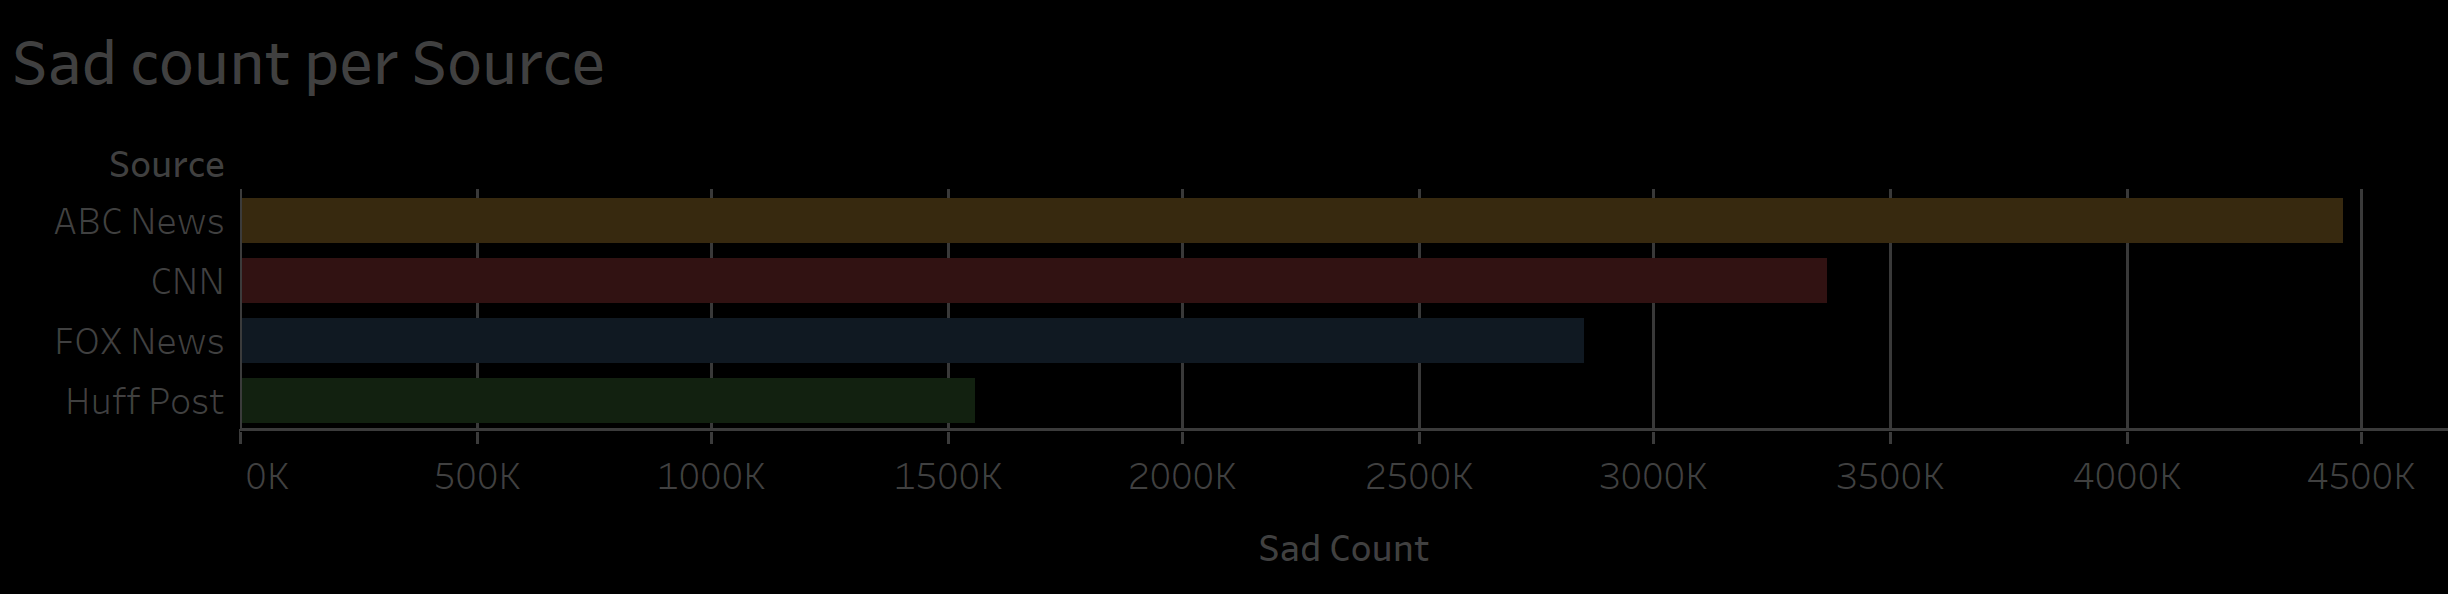 Sad count per Source
Source
ABC News
CNN
FOX News
Huff Post
0K 500K 1000K 1500K 2000K 2500K 3000K 3500K 4000K 4500K
Sad Count